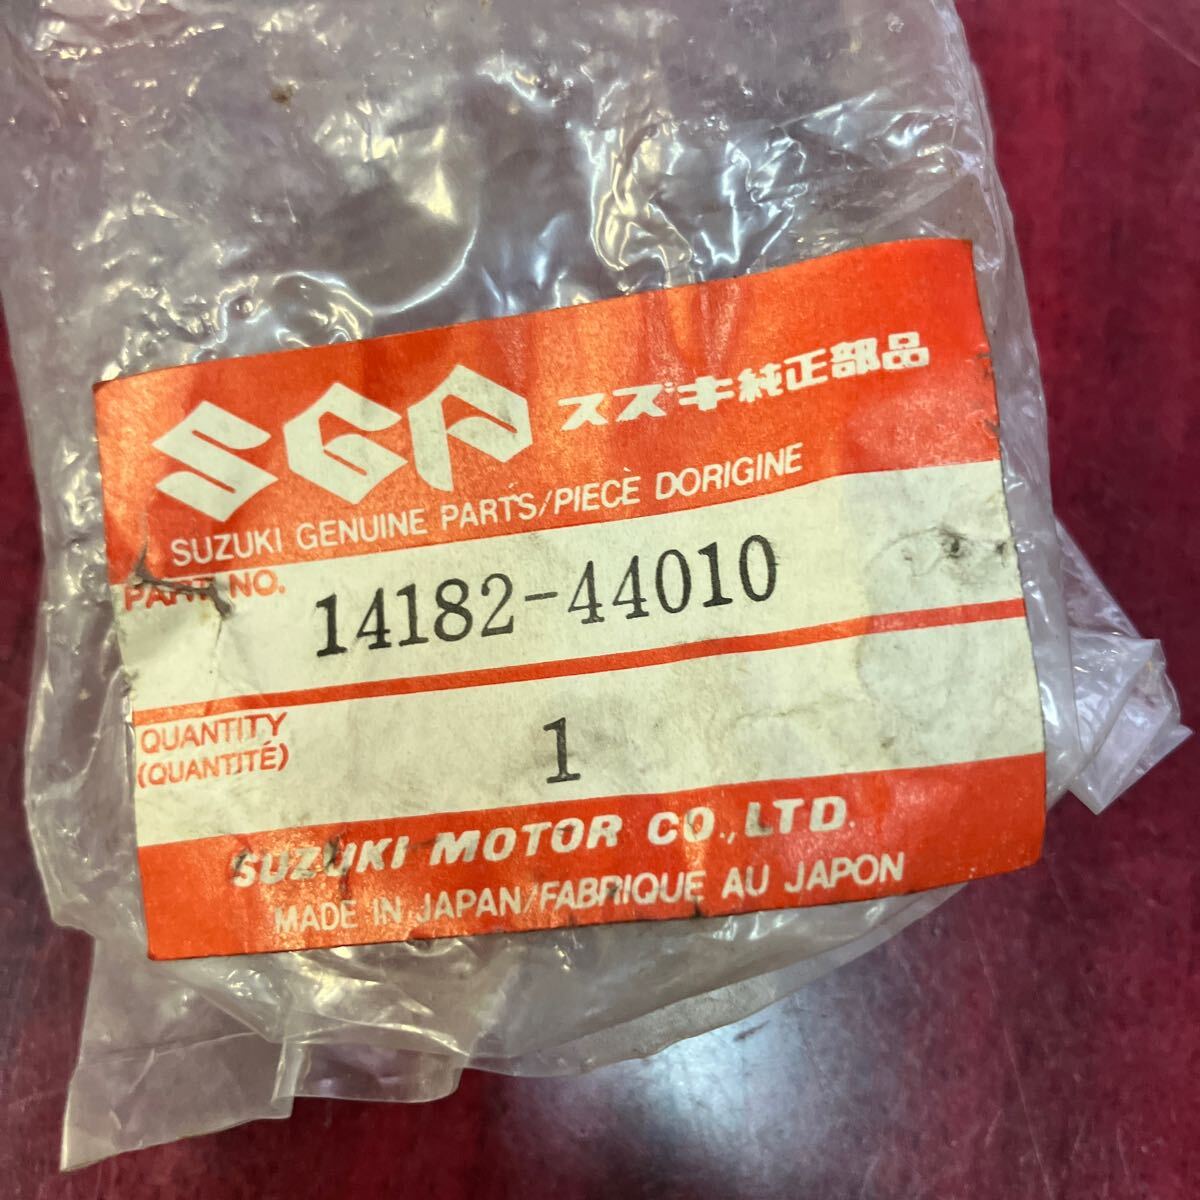 SGP スズキ純正部品
SUZUKI GENUINE PARTS/PIECÈ DORIGINE
PART NO. 14182-44010
QUANTITY 1
(QUANTITÉ)
SUZUKI MOTOR CO.,LTD.
MADE IN JAPAN/FABRIQUE AU JAPON